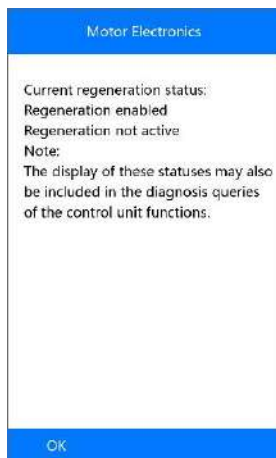 Motor Electronics
Current regeneration status:
Regeneration enabled
Regeneration not active
Note:
The display of these statuses may also
be included in the diagnosis queries
of the control unit functions.
OK